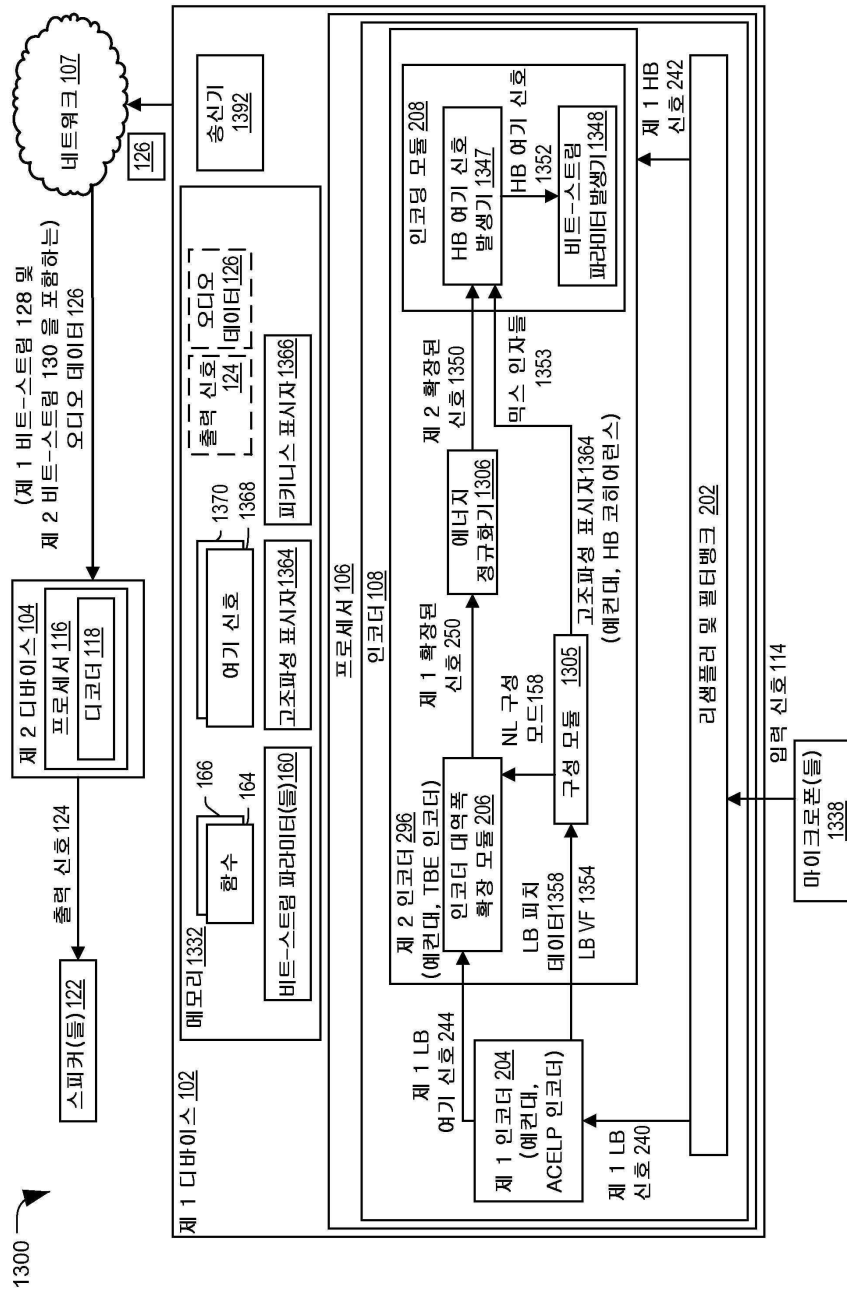 1300
스피커(들) 122
출력 신호 124
제 2 디바이스 104
프로세서 116
디코더 118
(제 1 비트-스트림 128 및
제 2 비트-스트림 130 을 포함하는)
오디오 데이터 126
네트워크 107
126
제 1 디바이스 102
메모리 1332
함수
166
164
비트-스트림 파라미터(들) 160
여기 신호
1370
1368
고조파성 표시자 1364
출력 신호
124
오디오
데이터 126
피키니스 표시자 1366
송신기
1392
프로세서 106
인코더 108
제 2 인코더 296
(예컨대, TBE 인코더)
인코더 대역폭
확장 모듈 206
제 1 확장된
신호 250
에너지
정규화기 1306
제 2 확장된
신호 1350
인코딩 모듈 208
HB 여기 신호
발생기 1347
HB 여기 신호
1352
비트-스트림
파라미터 발생기 1348
믹스 인자들
1353
NL 구성
모드 158
구성 모듈 1305
고조파성 표시자 1364
(예컨대, HB 코히어런스)
제 1 LB
여기 신호 244
LB 피치
데이터 1358
LB VF 1354
제 1 인코더 204
(예컨대,
ACELP 인코더)
제 1 LB
신호 240
제 1 HB
신호 242
리샘플러 및 필터뱅크 202
입력 신호 114
마이크로폰(들)
1338